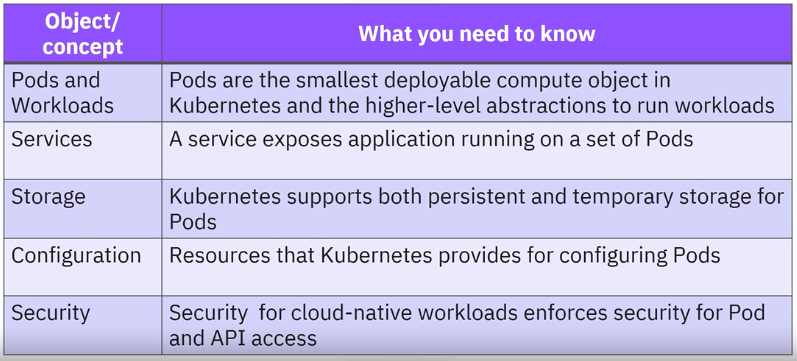 Object/
concept
What you need to know
Pods and
Workloads
Pods are the smallest deployable compute object in
Kubernetes and the higher-level abstractions to run workloads
Services
A service exposes application running on a set of Pods
Storage
Kubernetes supports both persistent and temporary storage for
Pods
Configuration
Resources that Kubernetes provides for configuring Pods
Security
Security  for cloud-native workloads enforces security for Pod
and API access